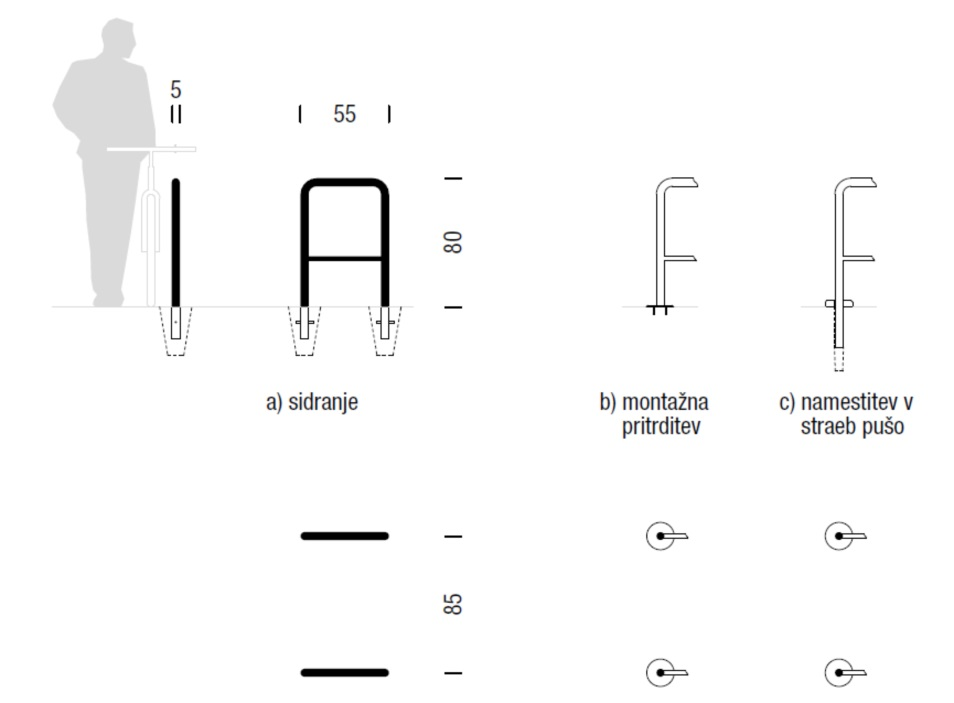 5
55
80
a) sidranje
b) montažna
pritrditev
c) namestitev v
straeb pušo
85